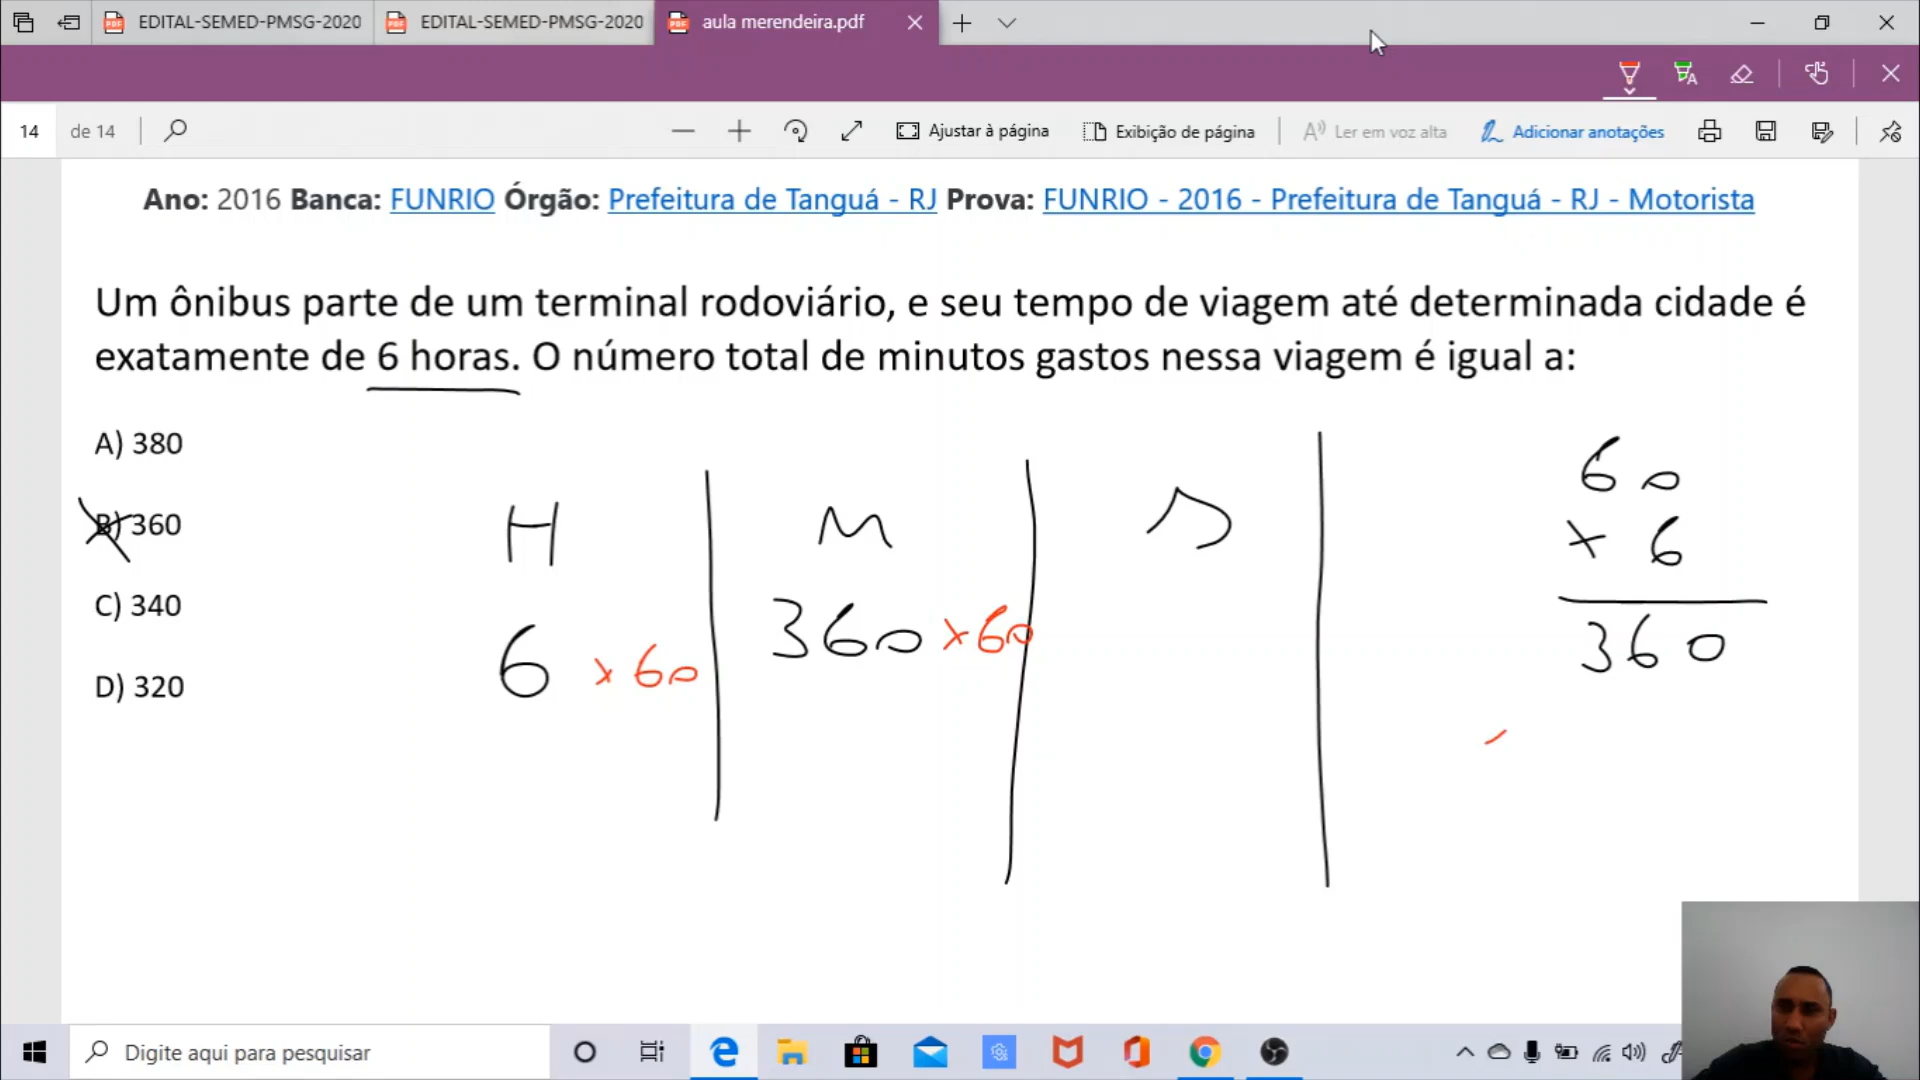 EDITAL-SEMED-PMSG-2020
EDITAL-SEMED-PMSG-2020
aula merendeira.pdf
14 de 14
Ajustar à página
Exibição de página
Ler em voz alta
Adicionar anotações
Ano: 2016 Banca: FUNRIO Órgão: Prefeitura de Tanguá - RJ Prova: FUNRIO - 2016 - Prefeitura de Tanguá - RJ - Motorista
Um ônibus parte de um terminal rodoviário, e seu tempo de viagem até determinada cidade é
exatamente de 6 horas. O número total de minutos gastos nessa viagem é igual a:
A) 380
B) 360
C) 340
D) 320
H
M
S
6 x 60
360 x 60
60
x 6
360
Digite aqui para pesquisar